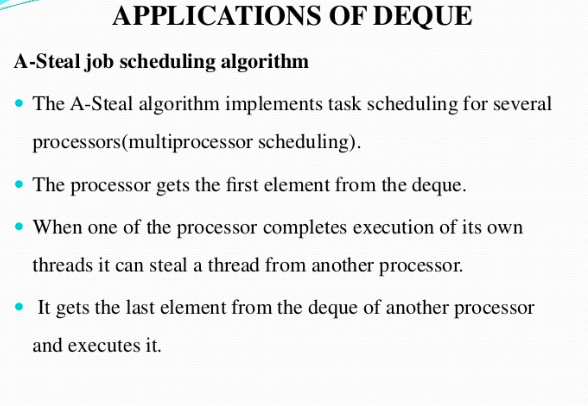 APPLICATIONS OF DEQUE
A-Steal job scheduling algorithm
• The A-Steal algorithm implements task scheduling for several
processors(multiprocessor scheduling).
• The processor gets the first element from the deque.
• When one of the processor completes execution of its own
threads it can steal a thread from another processor.
• It gets the last element from the deque of another processor
and executes it.